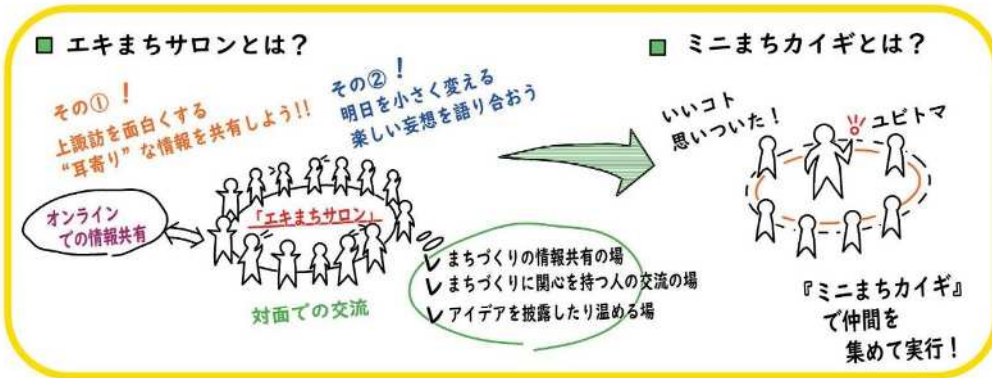 ■ エキまちサロンとは?
その①!
上諏訪を面白くする
“耳寄り”な情報を共有しよう!!
その②!
明日を小さく変える
楽しい妄想を語り合おう
オンライン
での情報共有
「エキまちサロン」
対面での交流
✓ まちづくりの情報共有の場
✓ まちづくりに関心を持つ人の交流の場
✓ アイデアを披露したり温める場
■ ミニまちカイギとは?
いいコト
思いついた!
ユビトマ
『ミニまちカイギ』
で仲間を
集めて実行!